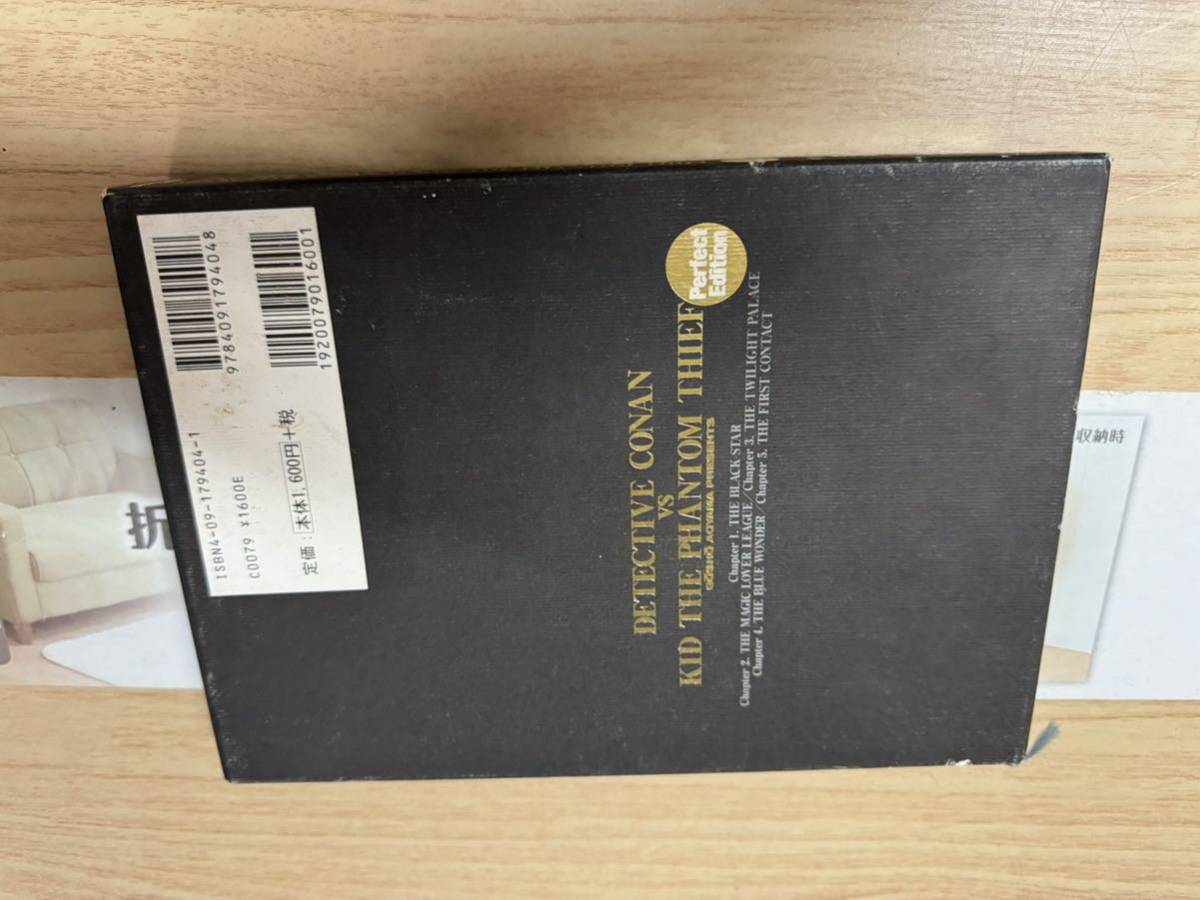 ISBN4-09-179404-1
C0079 ¥1600E
定価:本体1,600円+税
9784091794048
1920079016001
Perfect
Edition
DETECTIVE CONAN
VS
KID THE PHANTOM THIEF
GOSHO AOYAMA PRESENTS
Chapter 1. THE BLACK STAR
Chapter 2. THE MAGIC LOVER LEAGUE/Chapter 3. THE TWILIGHT PALACE
Chapter 4. THE BLUE WONDER/Chapter 5. THE FIRST CONTACT
折
収納時